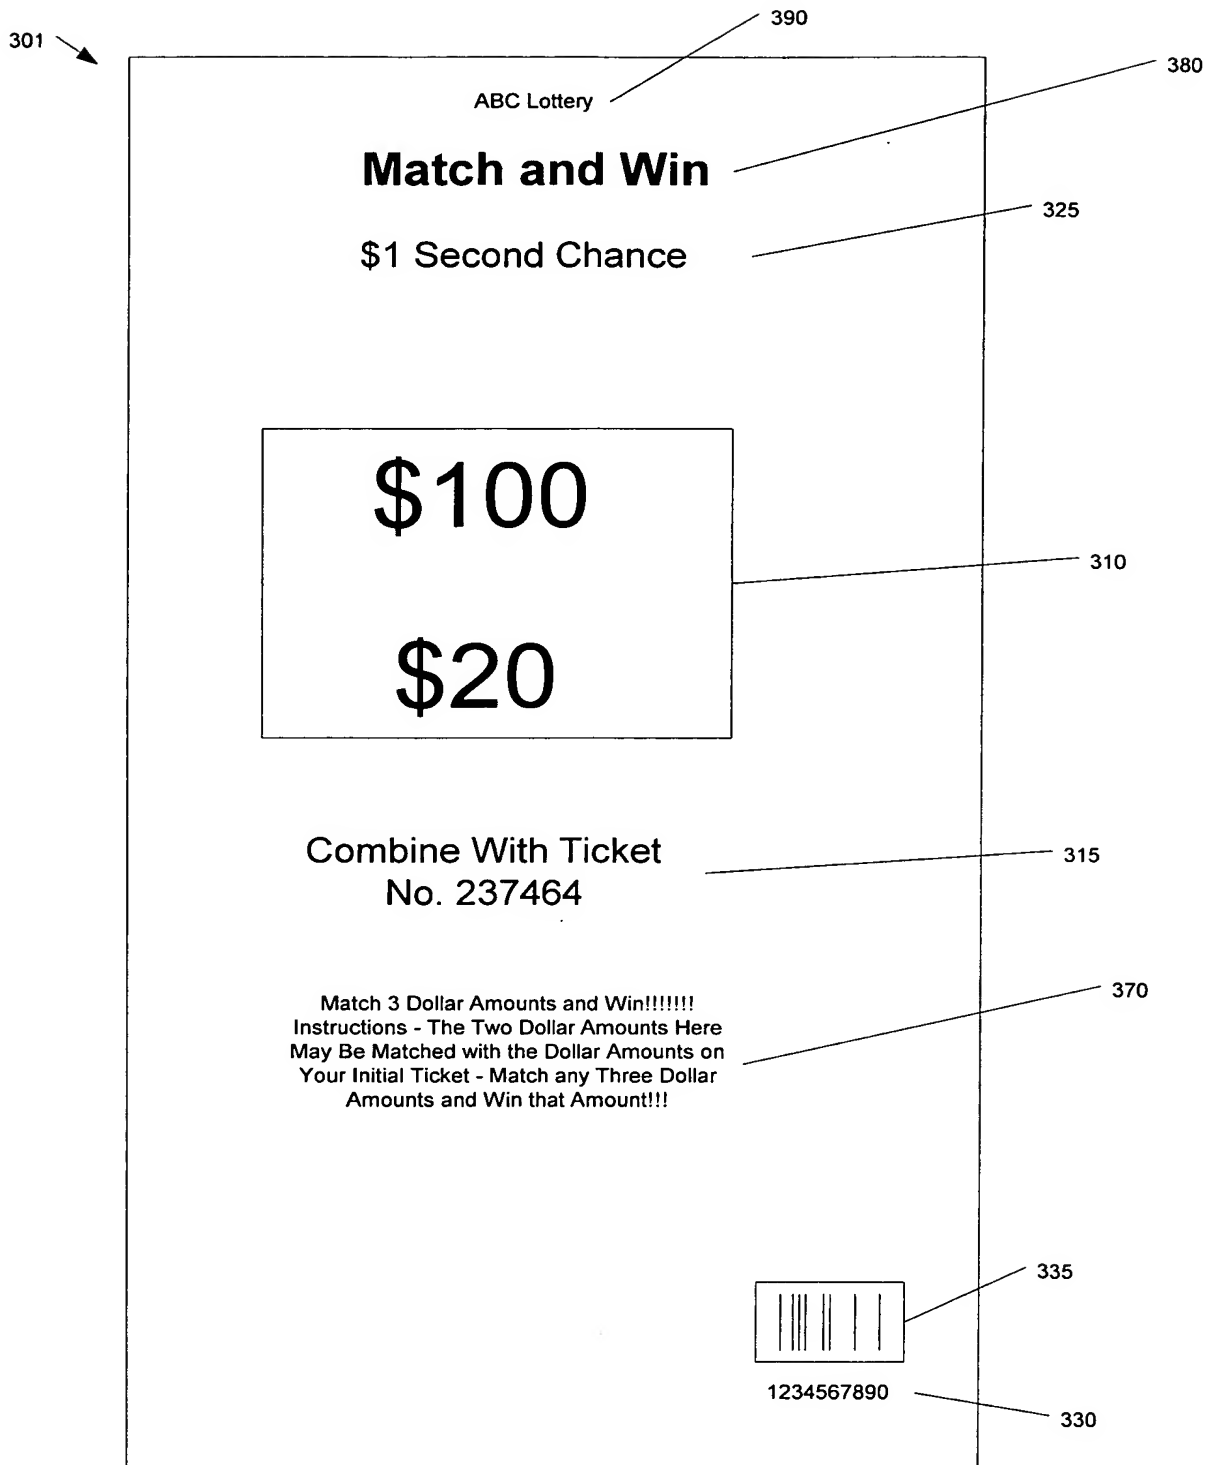 390
301
380
ABC Lottery
Match and Win
325
$1 Second Chance
$100
310
$20
Combine With Ticket
315
No. 237464
370
Match 3 Dollar Amounts and Win!!!!!!!
Instructions - The Two Dollar Amounts Here
May Be Matched with the Dollar Amounts on
Your Initial Ticket - Match any Three Dollar
Amounts and Win that Amount!!!
335
1234567890
330